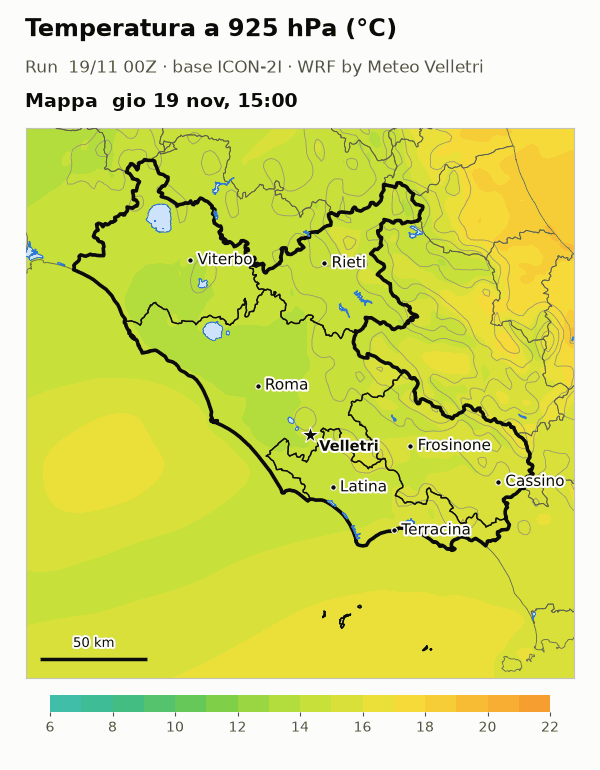 Temperatura a 925 hPa (°C)
Run  19/11 00Z · base ICON-2I · WRF by Meteo Velletri
Mappa  gio 19 nov, 15:00
Viterbo
Rieti
Roma
Velletri
Frosinone
Cassino
Latina
Terracina
50 km
6 8 10 12 14 16 18 20 22